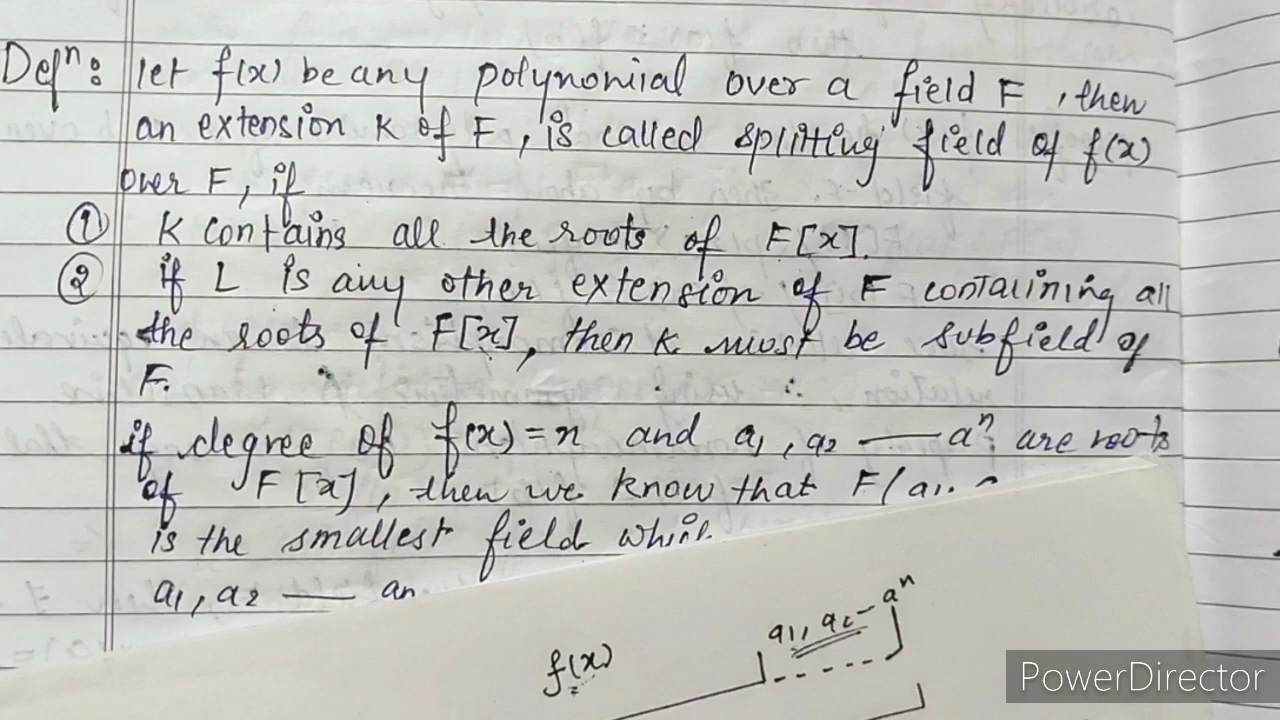 Defⁿ: let f(x) be any polynomial over a field F, then
an extension K of F, is called splitting field of f(x)
over F, if
① K contains all the roots of F[x].
② if L is any other extension of F containing all
the roots of F[x], then K must be subfield of
F.
if degree of f(x) = n and a₁, a₂ — aⁿ are roots
of F[x], then we know that F(a₁
is the smallest field
a₁, a₂ — an
a₁, a₂ - aⁿ
f(x)
PowerDirector